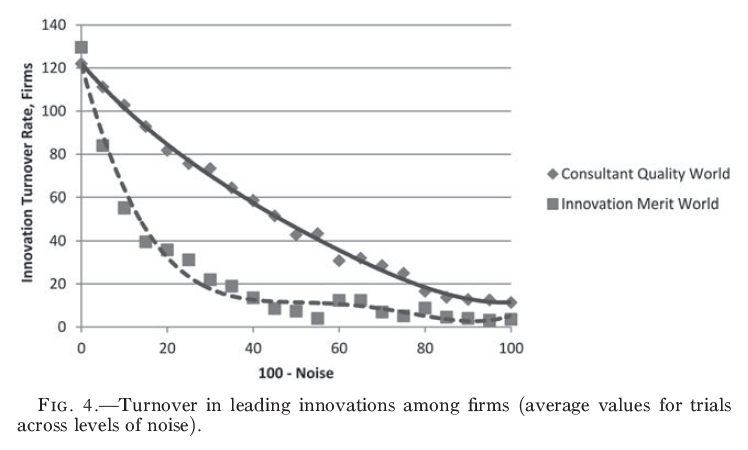 140
120
100
80
60
40
20
0
Innovation Turnover Rate, Firms
0 20 40 60 80 100
100 - Noise
Consultant Quality World
Innovation Merit World
FIG. 4.—Turnover in leading innovations among firms (average values for trials
across levels of noise).